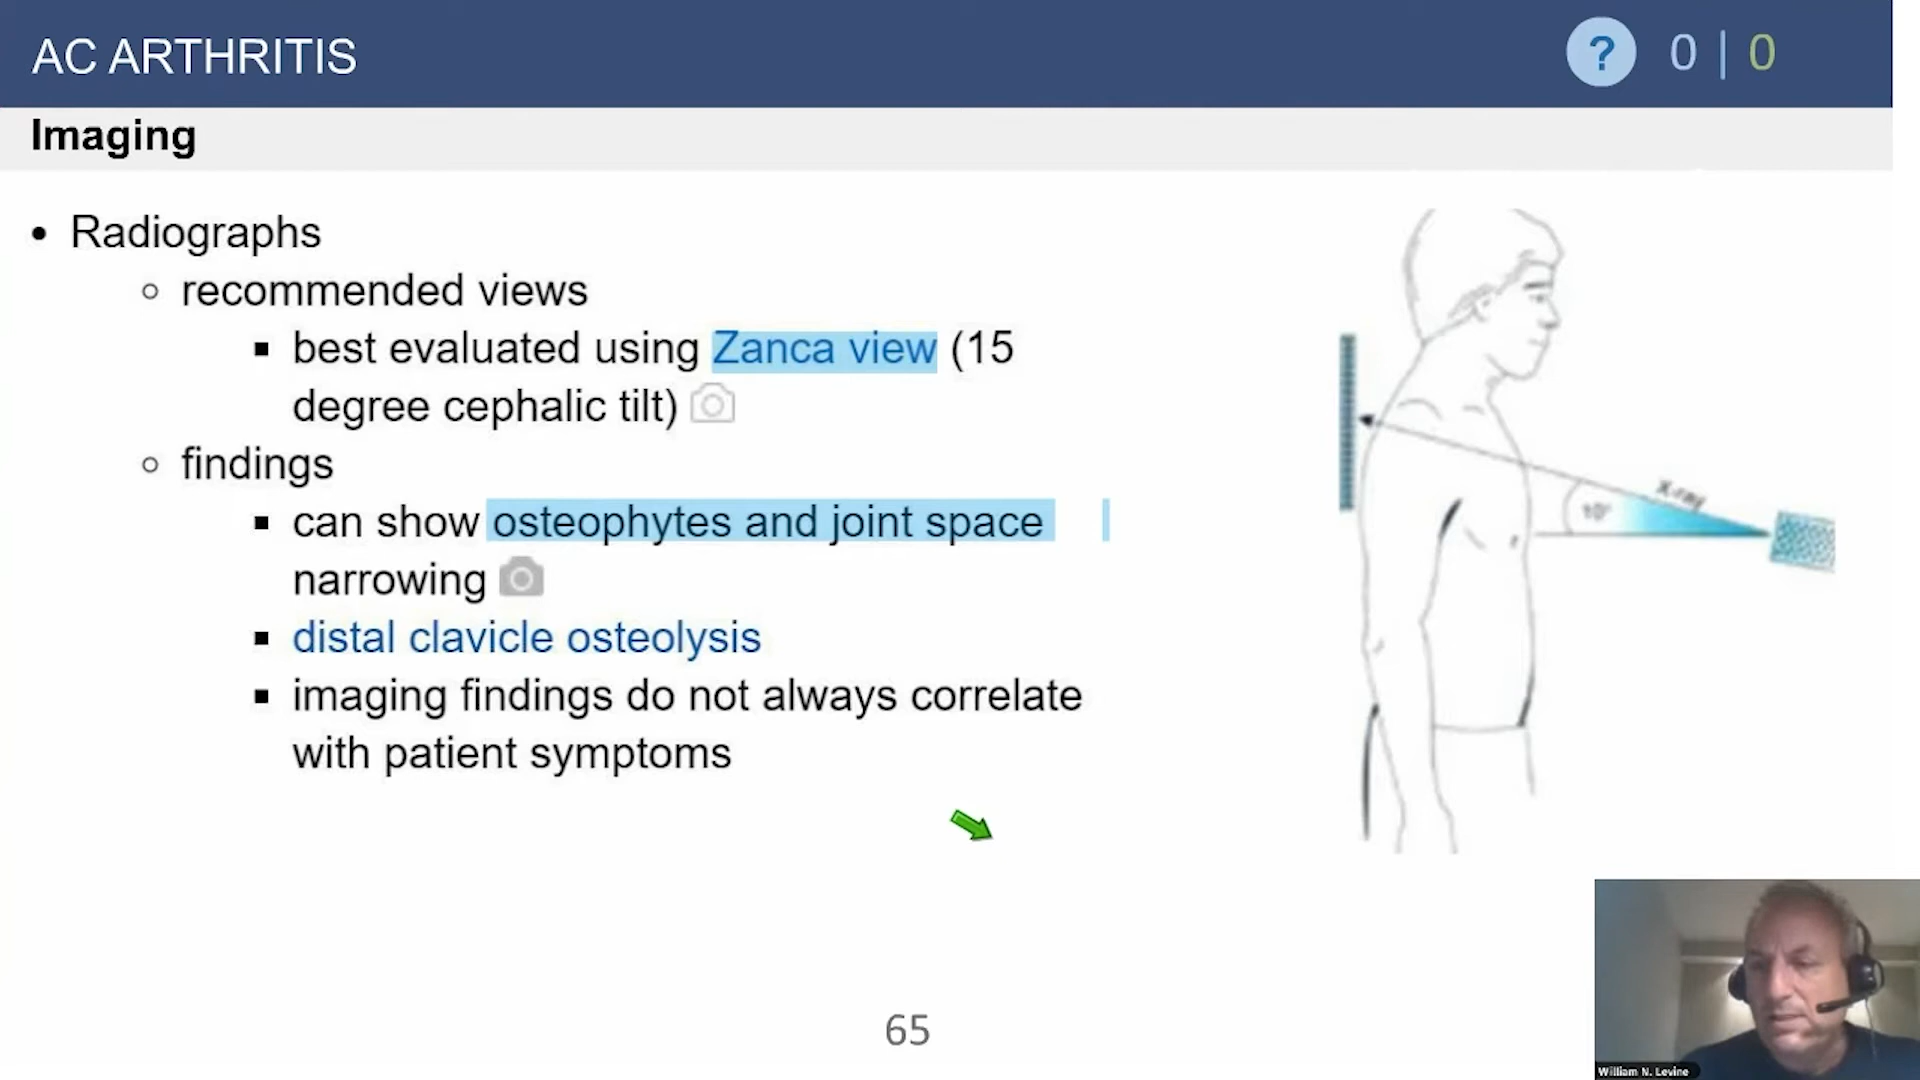 AC ARTHRITIS
? 0 | 0
Imaging
• Radiographs
recommended views
best evaluated using Zanca view (15
degree cephalic tilt)
findings
can show osteophytes and joint space
narrowing
distal clavicle osteolysis
imaging findings do not always correlate
with patient symptoms
X-ray
10°
65
William N. Levine